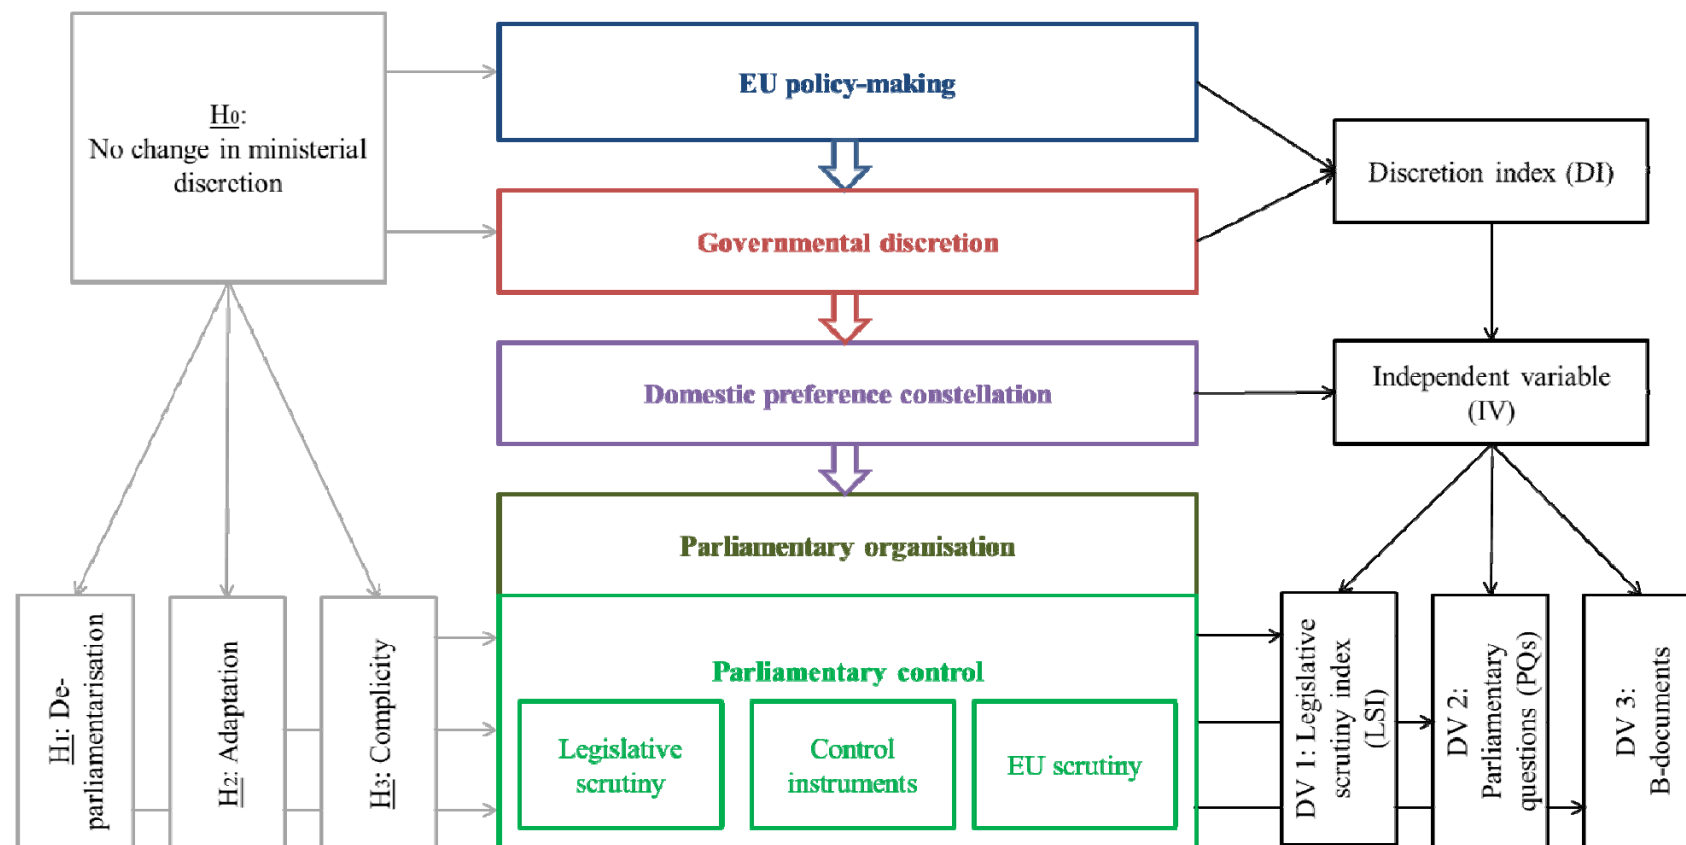 H0:
No change in ministerial
discretion
EU policy-making
Governmental discretion
Domestic preference constellation
Parliamentary organisation
Parliamentary control
Legislative
scrutiny
Control
instruments
EU scrutiny
Discretion index (DI)
Independent variable
(IV)
H1: De-
parliamentarisation
H2: Adaptation
H3: Complicity
DV 1: Legislative
scrutiny index
(LSI)
DV 2:
Parliamentary
questions (PQs)
DV 3:
B-documents